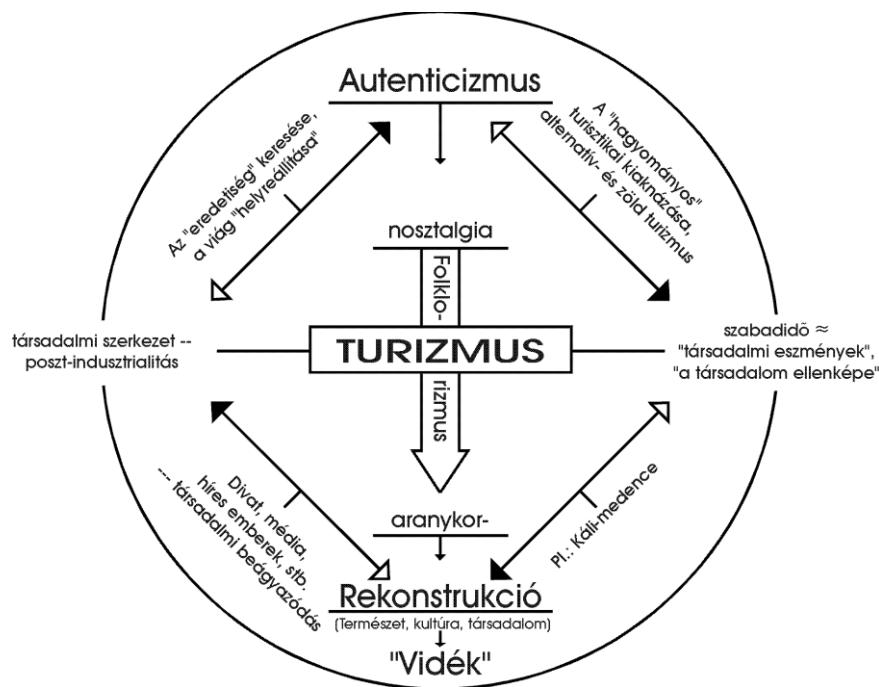 Autenticizmus
Az "eredetiség" keresése,
a viág "helyreállítása"
A "hagyományos"
turisztikai kiaknázása,
alternatív- és zöld turizmus
nosztalgia
Folklo-
társadalmi szerkezet --
poszt-indusztrialitás
TURIZMUS
szabadidõ ≈
"társadalmi eszmények",
"a társadalom ellenképe"
rizmus
Divat, média,
híres emberek, stb.
--- társadalmi beágyazódás
Pl.: Káli-medence
aranykor-
Rekonstrukció
(Természet, kultúra, társadalom)
"Vidék"